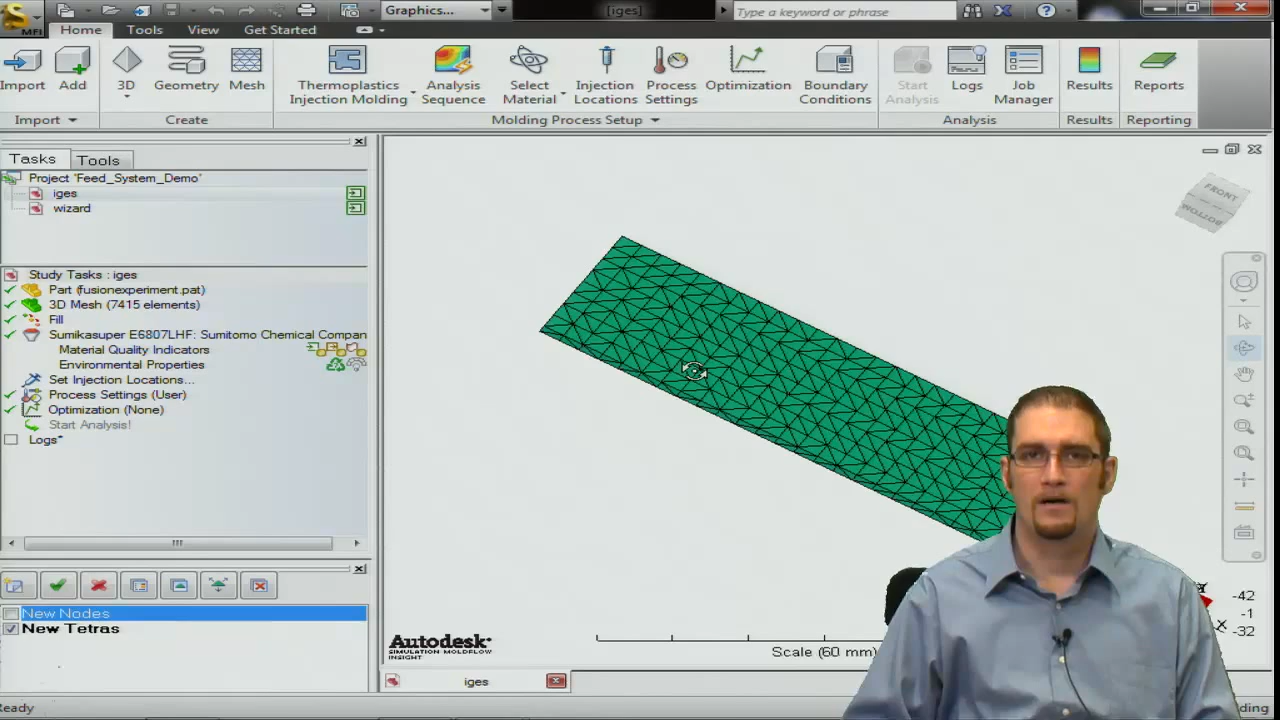 MFI
Graphics...
[iges]
Type a keyword or phrase
Home Tools View Get Started
Import Add 3D Geometry Mesh
Thermoplastics Injection Molding
Analysis Sequence
Select Material
Injection Locations
Process Settings
Optimization
Boundary Conditions
Start Analysis
Logs
Job Manager
Results
Reports
Import Create Molding Process Setup Analysis Results Reporting
Tasks Tools
Project 'Feed_System_Demo'
iges
wizard
Study Tasks : iges
Part (fusionexperiment.pat)
3D Mesh (7415 elements)
Fill
Sumikasuper E6807LHF: Sumitomo Chemical Compan
Material Quality Indicators
Environmental Properties
Set Injection Locations...
Process Settings (User)
Optimization (None)
Start Analysis!
Logs*
New Nodes
New Tetras
FRONT
BOTTOM
-42
-1
-32
Autodesk
SIMULATION MOLDFLOW
INSIGHT
Scale (60 mm)
iges
Ready